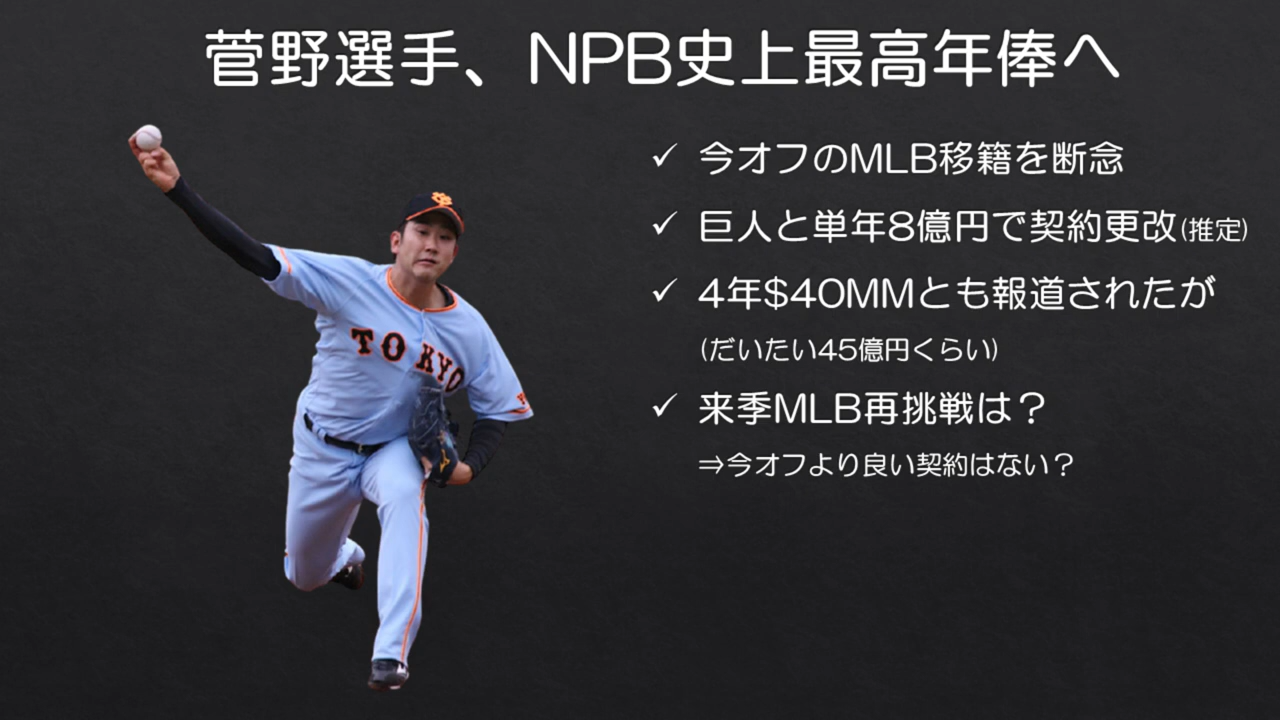 菅野選手、NPB史上最高年俸へ
✓ 今オフのMLB移籍を断念
✓ 巨人と単年8億円で契約更改(推定)
✓ 4年$40MMとも報道されたが
(だいたい45億円くらい)
✓ 来季MLB再挑戦は？
⇒今オフより良い契約はない？
TOKYO